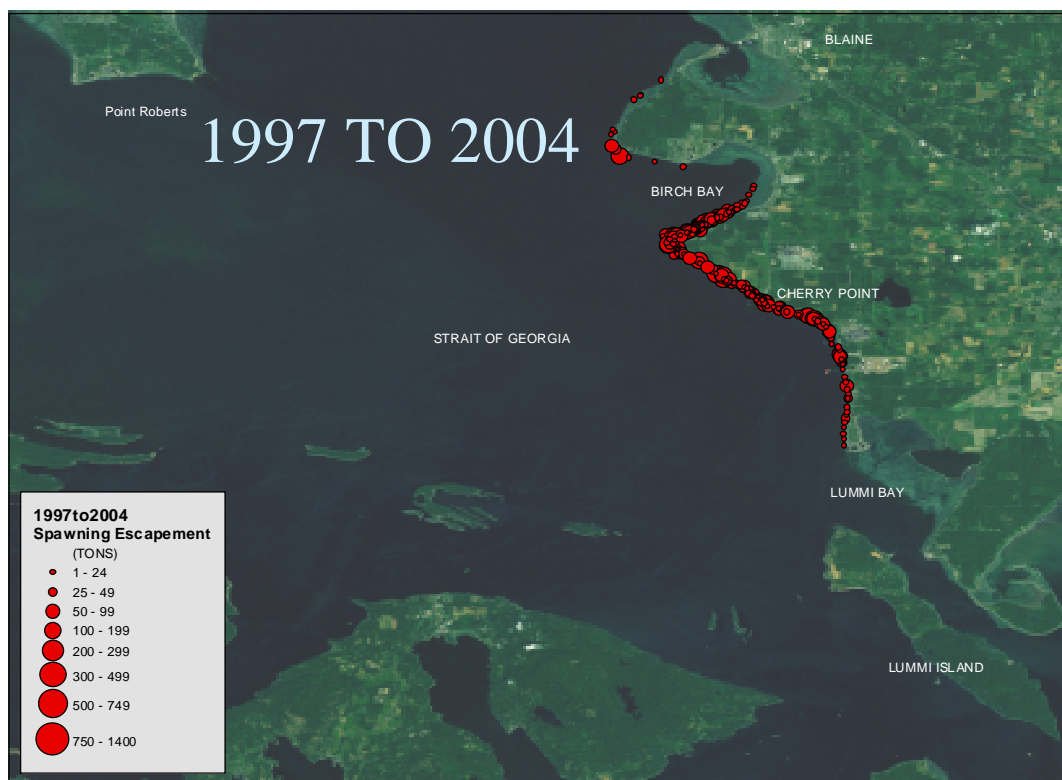 BLAINE
Point Roberts
1997 TO 2004
BIRCH BAY
CHERRY POINT
STRAIT OF GEORGIA
LUMMI BAY
LUMMI ISLAND
1997to2004
Spawning Escapement
(TONS)
1 - 24
25 - 49
50 - 99
100 - 199
200 - 299
300 - 499
500 - 749
750 - 1400